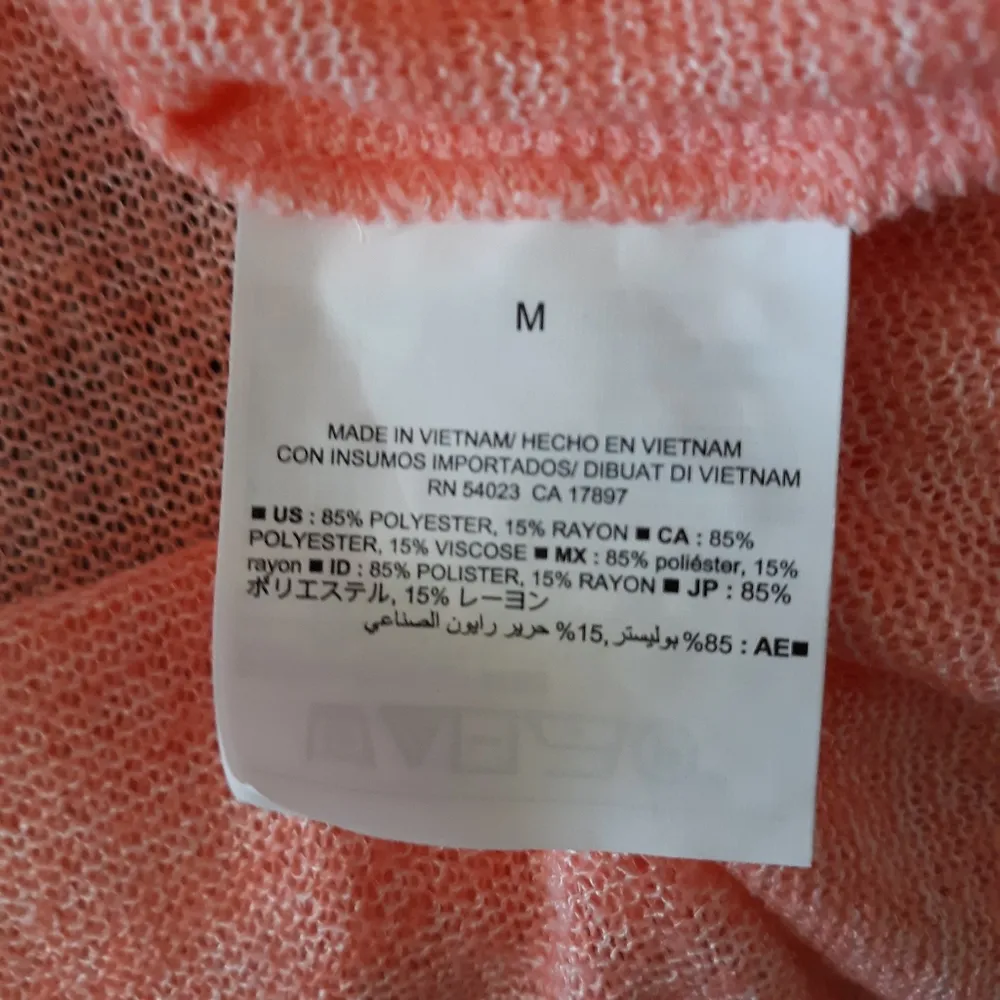 M
MADE IN VIETNAM/ HECHO EN VIETNAM
CON INSUMOS IMPORTADOS/ DIBUAT DI VIETNAM
RN 54023 CA 17897
■ US : 85% POLYESTER, 15% RAYON ■ CA : 85%
POLYESTER, 15% VISCOSE ■ MX : 85% poliéster, 15%
rayon ■ ID : 85% POLISTER, 15% RAYON ■ JP : 85%
ポリエステル, 15% レーヨン
■AE : 85% بوليستر, 15% حرير رايون الصناعي